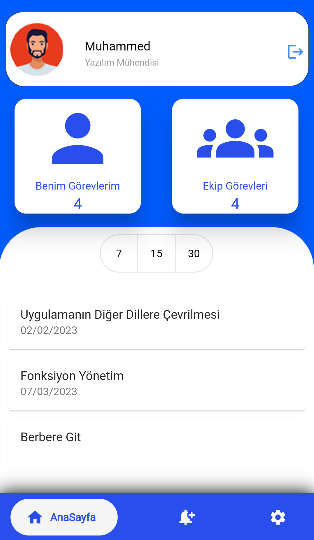 Muhammed
Yazılım Mühendisi
Benim Görevlerim
4
Ekip Görevleri
4
7 15 30
Uygulamanın Diğer Dillere Çevrilmesi
02/02/2023
Fonksiyon Yönetim
07/03/2023
Berbere Git
AnaSayfa